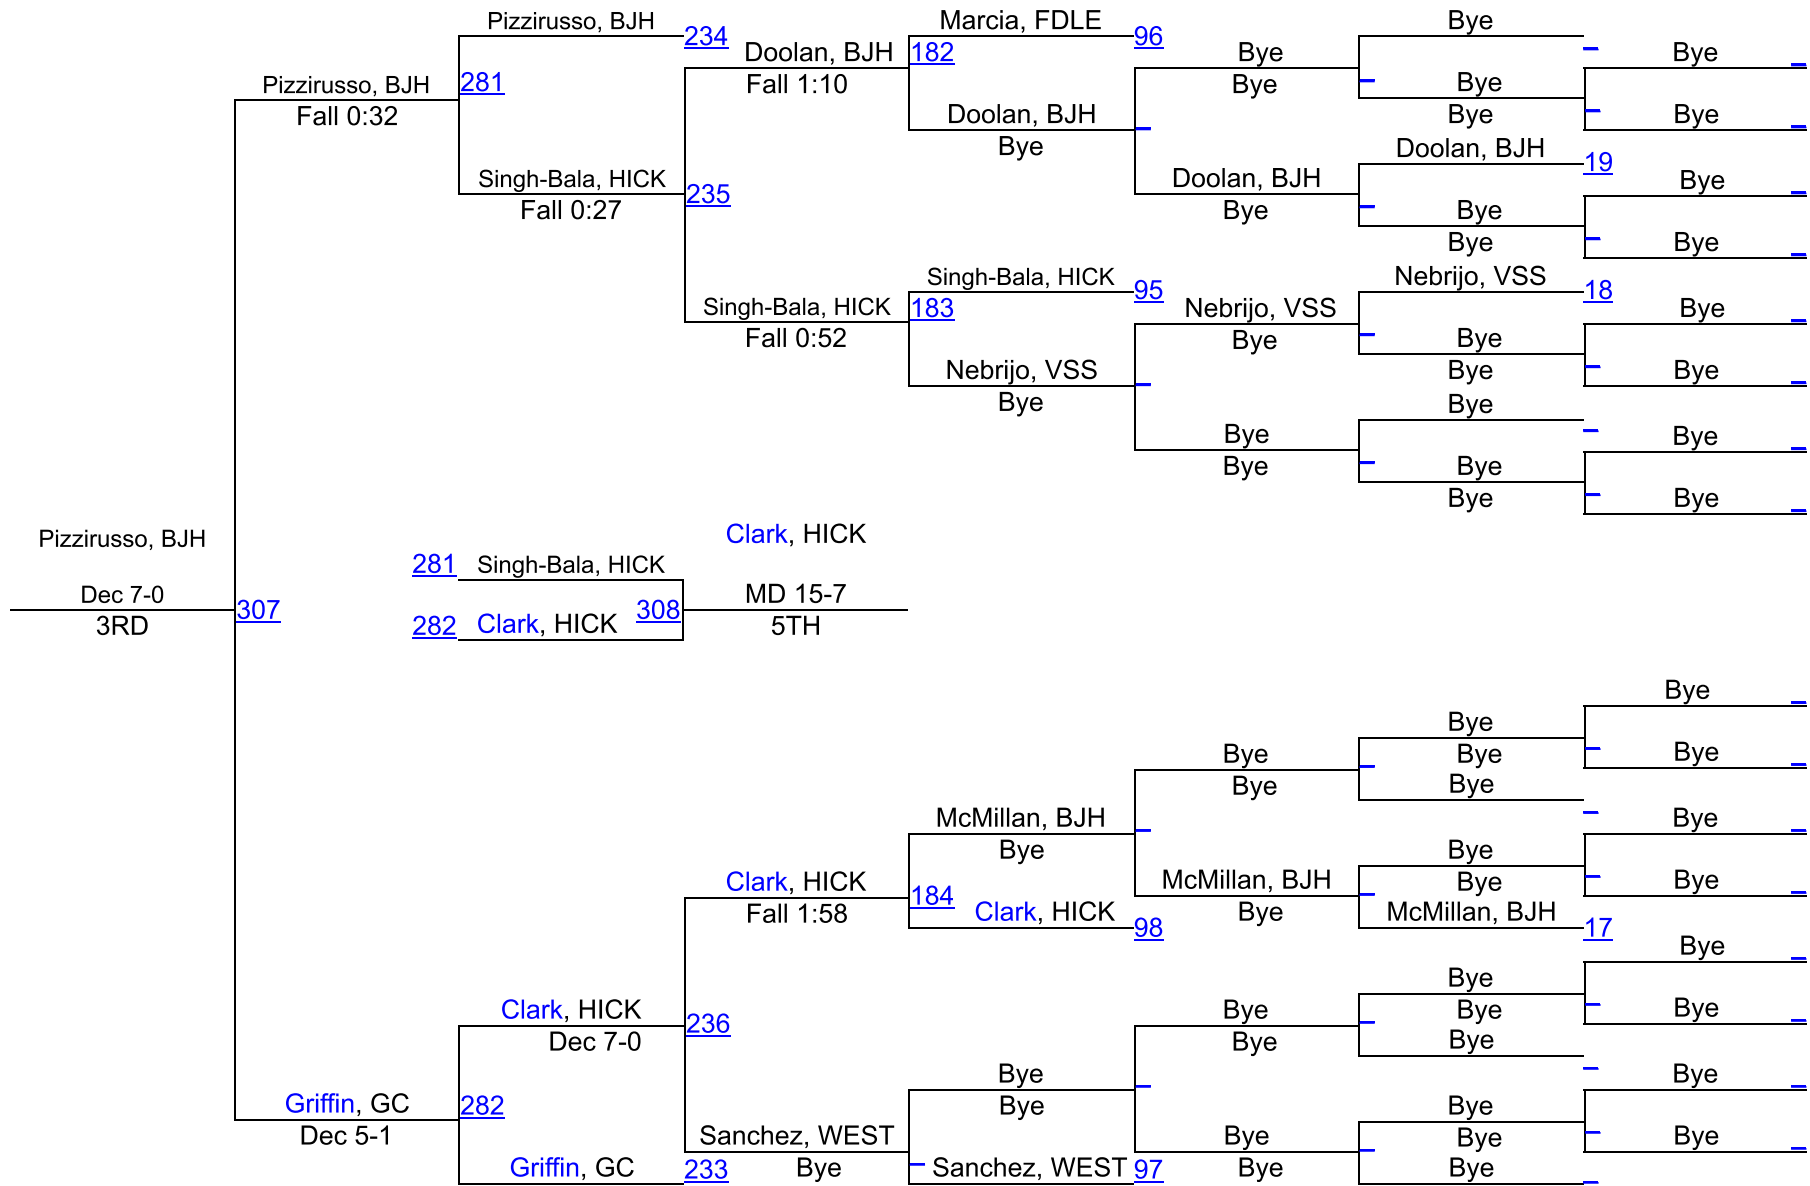 Pizzirusso, BJH
Marcia, FDLE
Bye
234
Doolan, BJH
182
96
Bye
Bye
Pizzirusso, BJH
281
Fall 1:10
Bye
Bye
Fall 0:32
Doolan, BJH
Bye
Bye
Bye
Doolan, BJH
19
Singh-Bala, HICK
235
Doolan, BJH
Bye
Fall 0:27
Bye
Bye
Bye
Bye
Singh-Bala, HICK
95
Nebrijo, VSS
18
Singh-Bala, HICK
183
Nebrijo, VSS
Bye
Fall 0:52
Bye
Bye
Nebrijo, VSS
Bye
Bye
Bye
Bye
Bye
Bye
Bye
Bye
Bye
Bye
Pizzirusso, BJH
Clark, HICK
281
Singh-Bala, HICK
Dec 7-0
307
308
MD 15-7
3RD
282
Clark, HICK
5TH
Bye
Bye
Bye
Bye
Bye
Bye
Bye
McMillan, BJH
Bye
Bye
Bye
Clark, HICK
184
McMillan, BJH
Bye
Bye
Fall 1:58
Clark, HICK
98
Bye
McMillan, BJH
17
Bye
Bye
Clark, HICK
236
Bye
Bye
Bye
Dec 7-0
Bye
Bye
Bye
Bye
Griffin, GC
282
Bye
Bye
Dec 5-1
Sanchez, WEST
Bye
Bye
Bye
Griffin, GC
233
Bye
Sanchez, WEST
97
Bye
Bye